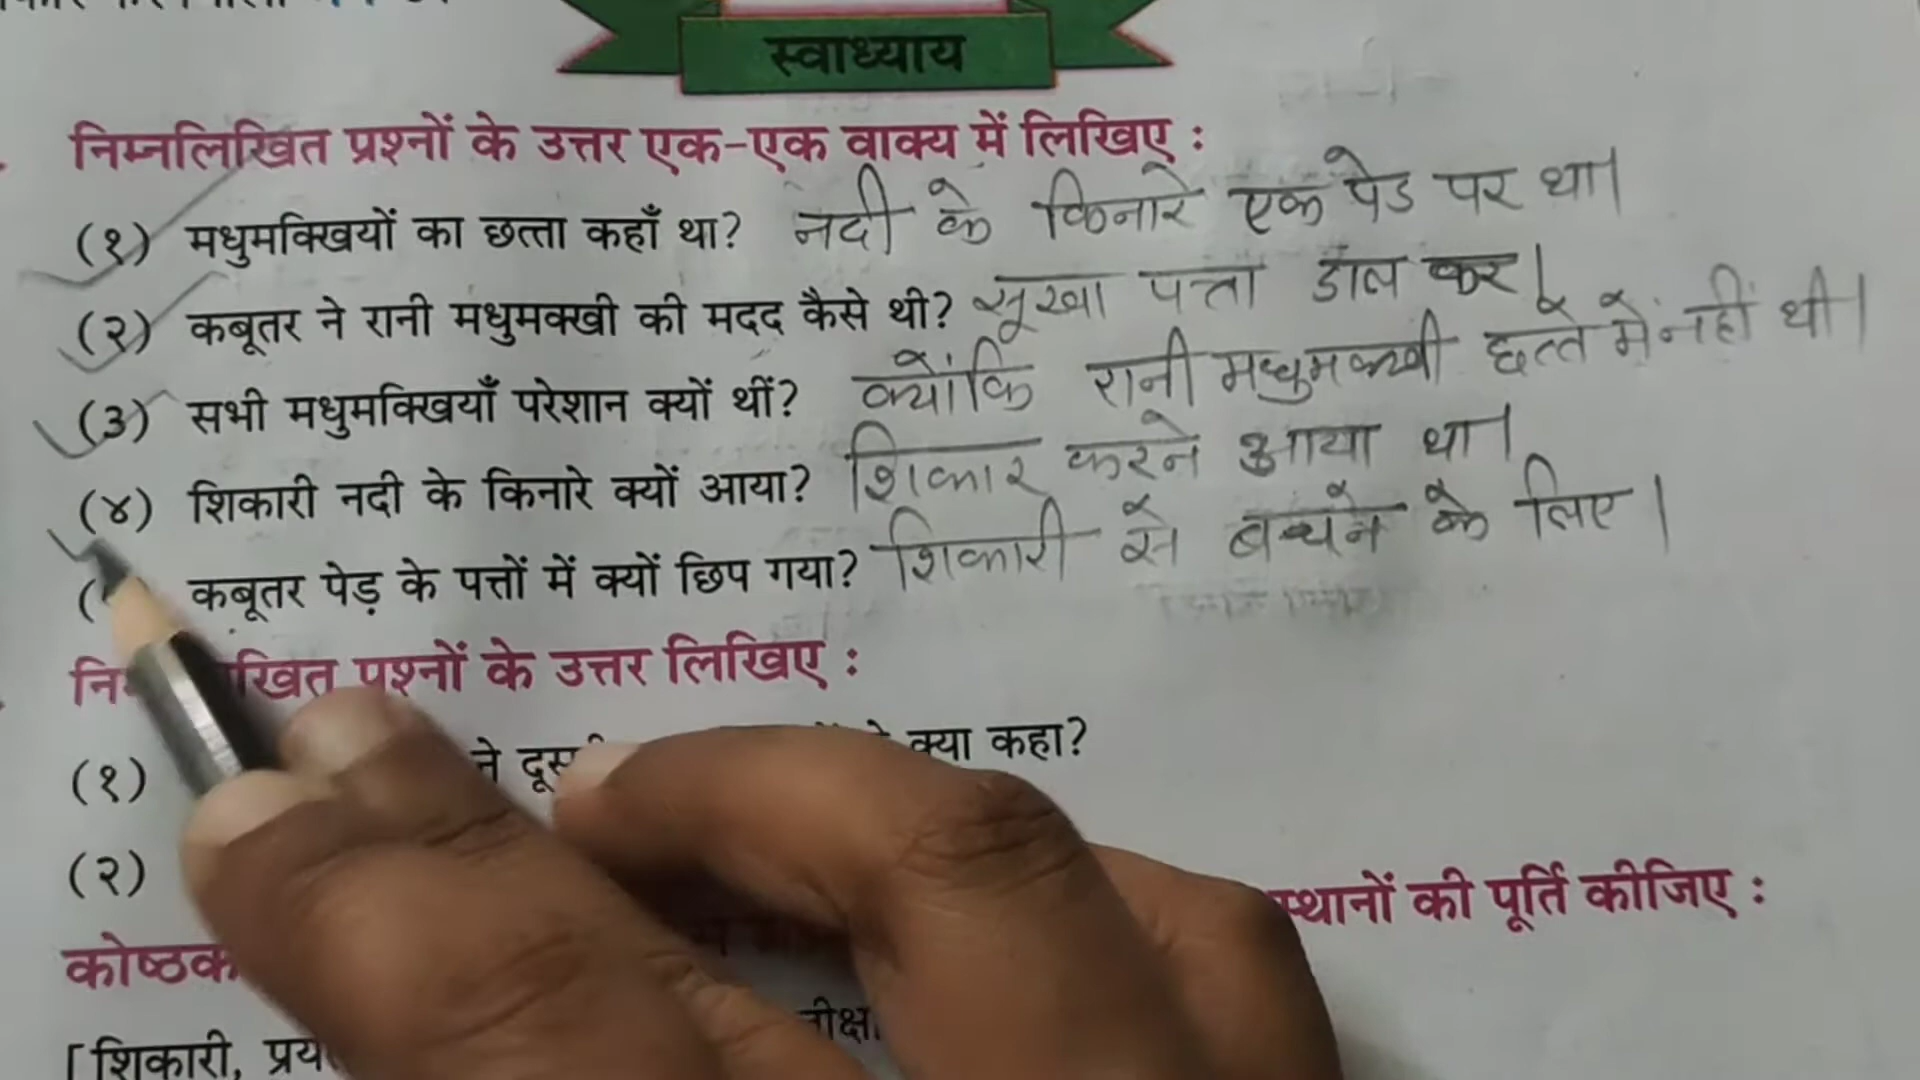 स्वाध्याय
निम्नलिखित प्रश्नों के उत्तर एक-एक वाक्य में लिखिए :
(१) मधुमक्खियों का छत्ता कहाँ था? नदी के किनारे एक पेड पर था।
(२) कबूतर ने रानी मधुमक्खी की मदद कैसे थी? सूखा पत्ता डाल कर।
(३) सभी मधुमक्खियाँ परेशान क्यों थीं? क्योंकि रानी मधुमक्खी छत्ते में नहीं थी।
(४) शिकारी नदी के किनारे क्यों आया? शिकार करने आया था।
( कबूतर पेड़ के पत्तों में क्यों छिप गया? शिकारी से बचने के लिए।
प्रश्नों के उत्तर लिखिए :
(१) ने क्या कहा?
(२)
कोष्ठक स्थानों की पूर्ति कीजिए :
[शिकारी,